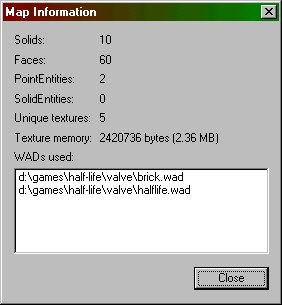 Map Information
Solids: 10
Faces: 60
PointEntities: 2
SolidEntities: 0
Unique textures: 5
Texture memory: 2420736 bytes (2.36 MB)
WADs used:
d:\games\half-life\valve\brick.wad
d:\games\half-life\valve\halflife.wad
Close